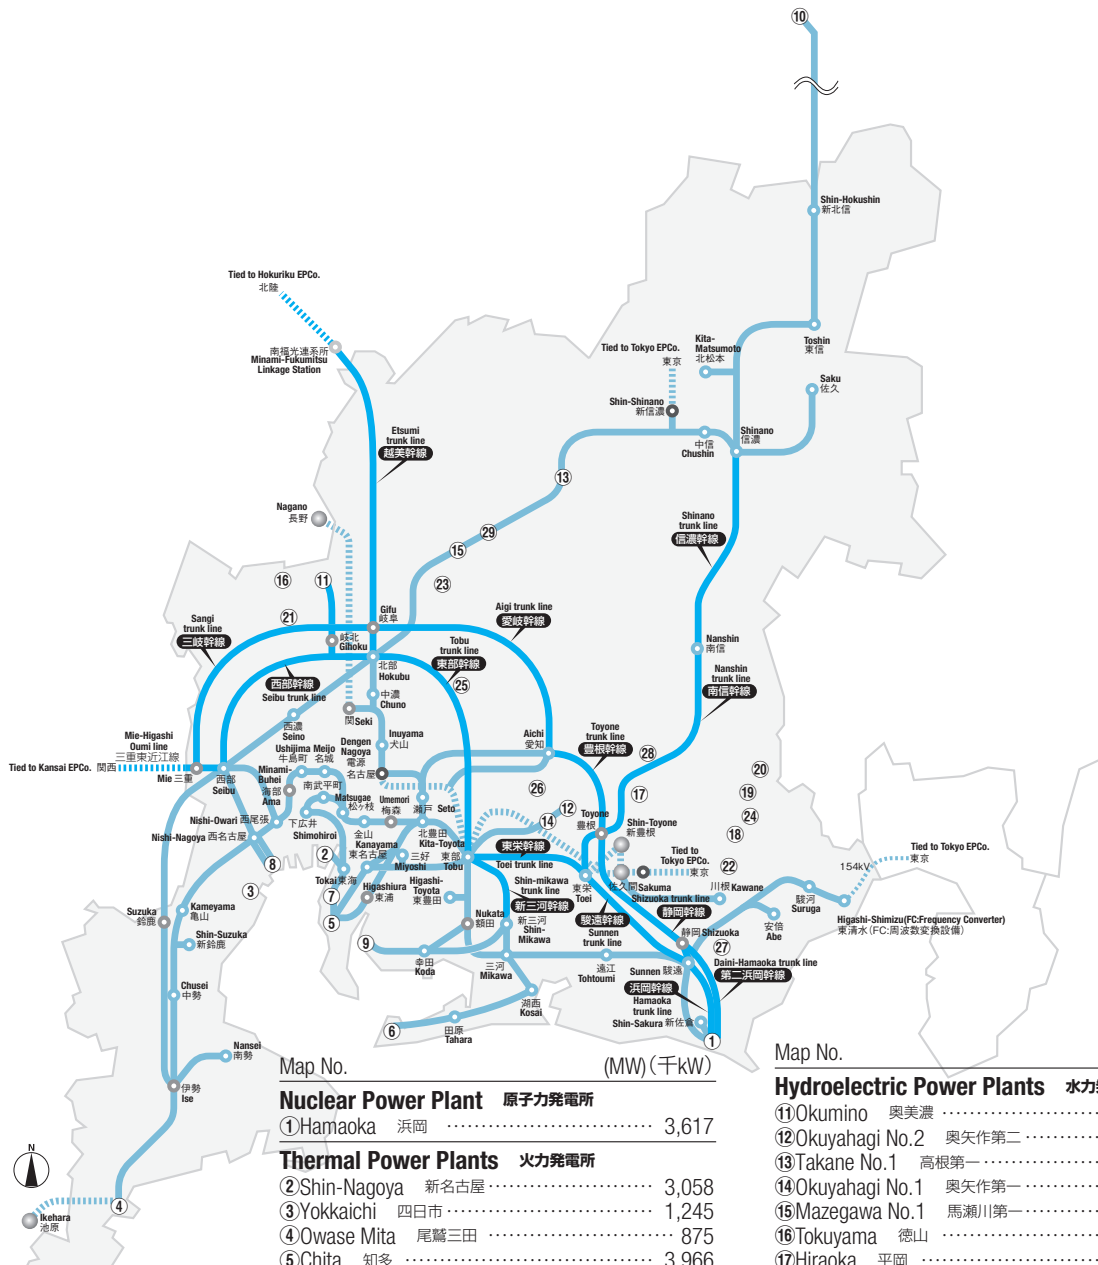 ⑩
Shin-Hokushin
新北信
Tied to Hokuriku EPCo.
北陸
南福光連系所
Minami-Fukumitsu
Linkage Station
Toshin
東信
Kita-
Matsumoto
北松本
Tied to Tokyo EPCo.
東京
Saku
佐久
Shin-Shinano
新信濃
Etsumi
trunk line
越美幹線
中信
Chushin
Shinano
信濃
⑬
Nagano
長野
Shinano
trunk line
信濃幹線
㉙
⑮
⑯
⑪
㉓
Sangi
trunk line
三岐幹線
㉑
Gifu
岐阜
Aigi trunk line
愛岐幹線
岐北
Gihoku
Tobu
trunk line
東部幹線
Nanshin
南信
北部
Hokubu
西部幹線
Seibu trunk line
㉕
Nanshin
trunk line
南信幹線
中濃
Chuno
西濃
Seino
関 Seki
Mie-Higashi
Oumi line
三重東近江線
Tied to Kansai EPCo. 関西
Mie 三重
西部
Seibu
Inuyama
犬山
Dengen
Nagoya
電源
名古屋
Aichi
愛知
Toyone
trunk line
豊根幹線
㉘
⑳
Ushijima
牛島町
Meijo
名城
Minami-
Buhei
南武平町
海部
Ama
㉖
⑰
⑲
Matsugae
松ヶ枝
Umemori
梅森
瀬戸 Seto
⑫
⑭
㉔
⑱
Nishi-Owari 西尾張
Nishi-Nagoya 西名古屋
下広井
Shimohiroi
金山
Kanayama
北豊田
Kita-Toyota
Toyone
豊根
Shin-Toyone
新豊根
⑧
②
東名古屋
三好
Miyoshi
東部
Tobu
東栄幹線
Toei trunk line
Tied to
Tokyo EPCo.
東京
㉒
154kV
Tied to Tokyo EPCo.
東京
③
Tokai 東海
⑦
⑤
Higashiura
東浦
Higashi-
Toyota
東豊田
Shin-mikawa
trunk line
新三河幹線
東栄
Toei
佐久間 Sakuma
Shizuoka trunk line
静岡幹線
川根 Kawane
駿河
Suruga
Higashi-Shimizu(FC:Frequency Converter)
東清水（FC:周波数変換設備）
Kameyama
亀山
Suzuka
鈴鹿
Shin-Suzuka
新鈴鹿
Nukata
額田
新三河
Shin-
Mikawa
駿遠幹線
Sunnen
trunk line
安倍
Abe
⑨
幸田
Koda
三河
Mikawa
遠江
Tohtoumi
静岡 Shizuoka
㉗
Sunnen 駿遠
Daini-Hamaoka trunk line
第二浜岡幹線
Chusei
中勢
浜岡幹線
Hamaoka
trunk line
湖西
Kosai
⑥
田原
Tahara
Shin-Sakura 新佐倉
①
Nansei
南勢
伊勢
Ise
N
④
Ikehara
池原
Map No. (MW)(千kW)
Nuclear Power Plant 原子力発電所
①Hamaoka 浜岡 ………………………… 3,617
Thermal Power Plants 火力発電所
②Shin-Nagoya 新名古屋 …………………… 3,058
③Yokkaichi 四日市 ………………………… 1,245
④Owase Mita 尾鷲三田 …………………… 875
⑤Chita 知多 ……………………………… 3,966
Map No.
Hydroelectric Power Plants
⑪Okumino 奥美濃 ……………………
⑫Okuyahagi No.2 奥矢作第二 …………
⑬Takane No.1 高根第一 ………………
⑭Okuyahagi No.1 奥矢作第一 …………
⑮Mazegawa No.1 馬瀬川第一 …………
⑯Tokuyama 徳山 ………………………
⑰Hiraoka 平岡 …………………………